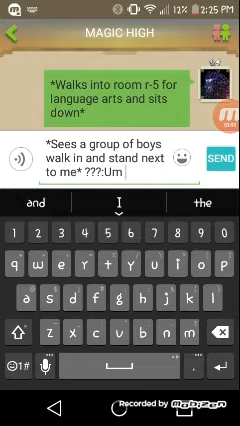 12% 2:25 PM
MAGIC HIGH
*Walks into room r-5 for
language arts and sits
down*
*Sees a group of boys
walk in and stand next
to me* ???:Um
SEND
and I the
1 2 3 4 5 6 7 8 9 0
q w e r t y u i o p
a s d f g h j k l
z x c v b n m
1# .
Recorded by Mobizen